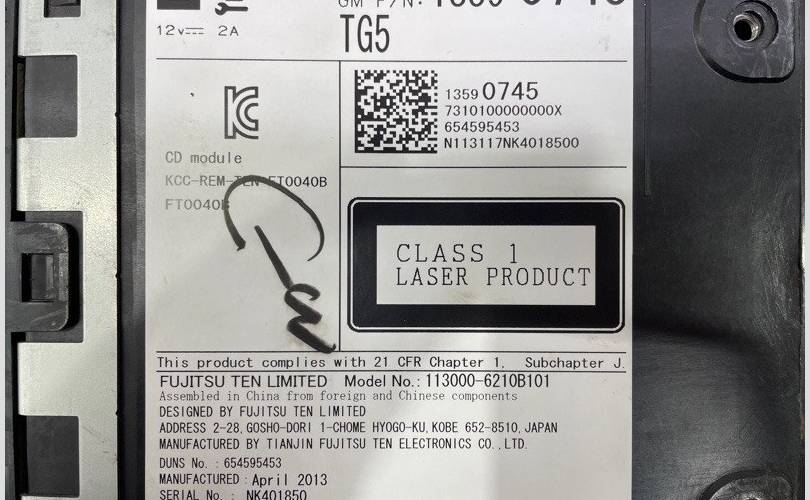 GM P/N: 1359 0745
12v⎓ 2A
TG5
1359 0745
7310100000000X
654595453
N113117NK4018500
CD module
KCC-REM-TEN-FT0040B
FT0040B
CLASS 1
LASER PRODUCT
This product complies with 21 CFR Chapter 1, Subchapter J.
FUJITSU TEN LIMITED Model No.: 113000-6210B101
Assembled in China from foreign and Chinese components
DESIGNED BY FUJITSU TEN LIMITED
ADDRESS 2-28, GOSHO-DORI 1-CHOME HYOGO-KU, KOBE 652-8510, JAPAN
MANUFACTURED BY TIANJIN FUJITSU TEN ELECTRONICS CO., LTD.
DUNS No. : 654595453
MANUFACTURED : April 2013
SERIAL No. : NK401850